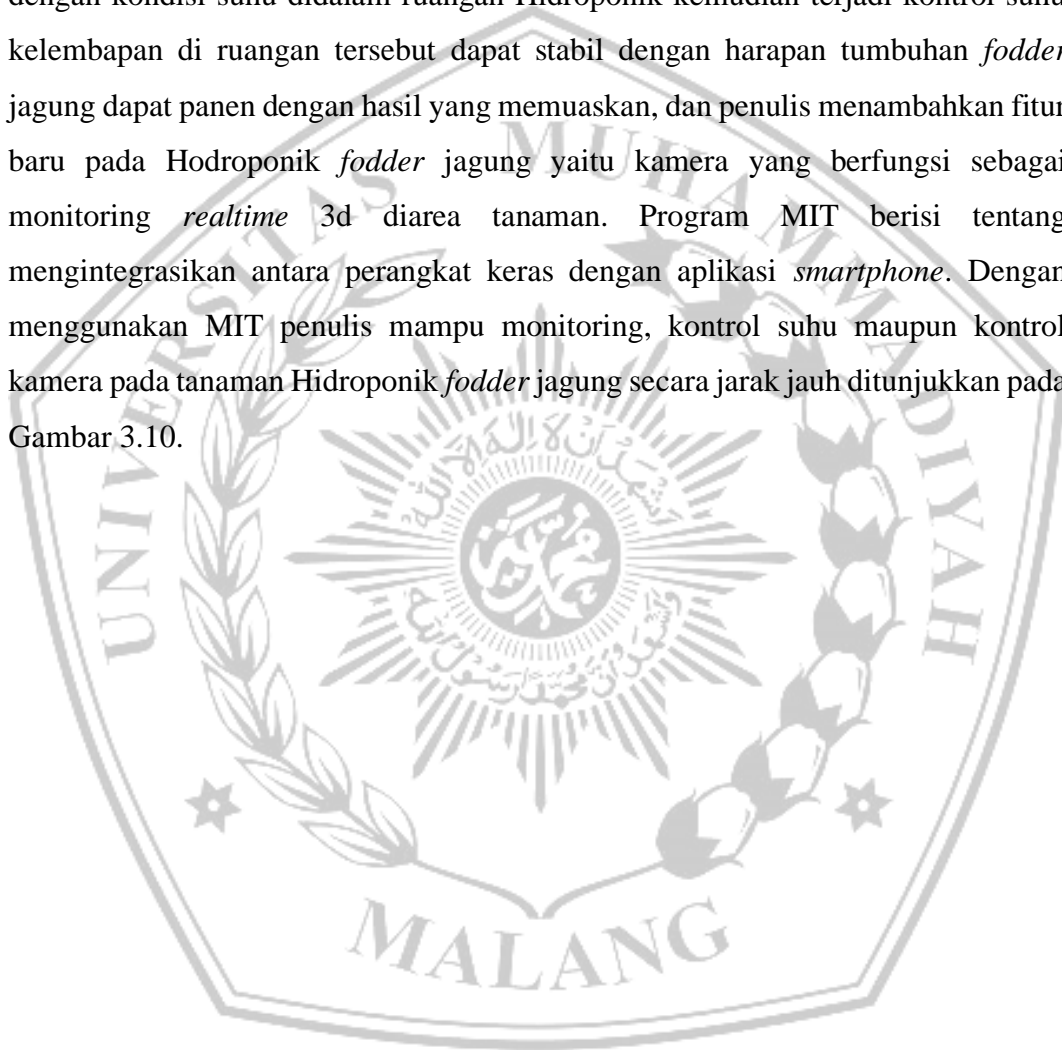 dengan kondisi suhu didalam ruangan Hidroponik kemudian terjadi kontrol suhu
kelembapan di ruangan tersebut dapat stabil dengan harapan tumbuhan fodder
jagung dapat panen dengan hasil yang memuaskan, dan penulis menambahkan fitur
baru pada Hodroponik fodder jagung yaitu kamera yang berfungsi sebagai
monitoring realtime 3d diarea tanaman. Program MIT berisi tentang
mengintegrasikan antara perangkat keras dengan aplikasi smartphone. Dengan
menggunakan MIT penulis mampu monitoring, kontrol suhu maupun kontrol
kamera pada tanaman Hidroponik fodder jagung secara jarak jauh ditunjukkan pada
Gambar 3.10.
UNIVERSITAS MUHAMMADIYAH
MALANG